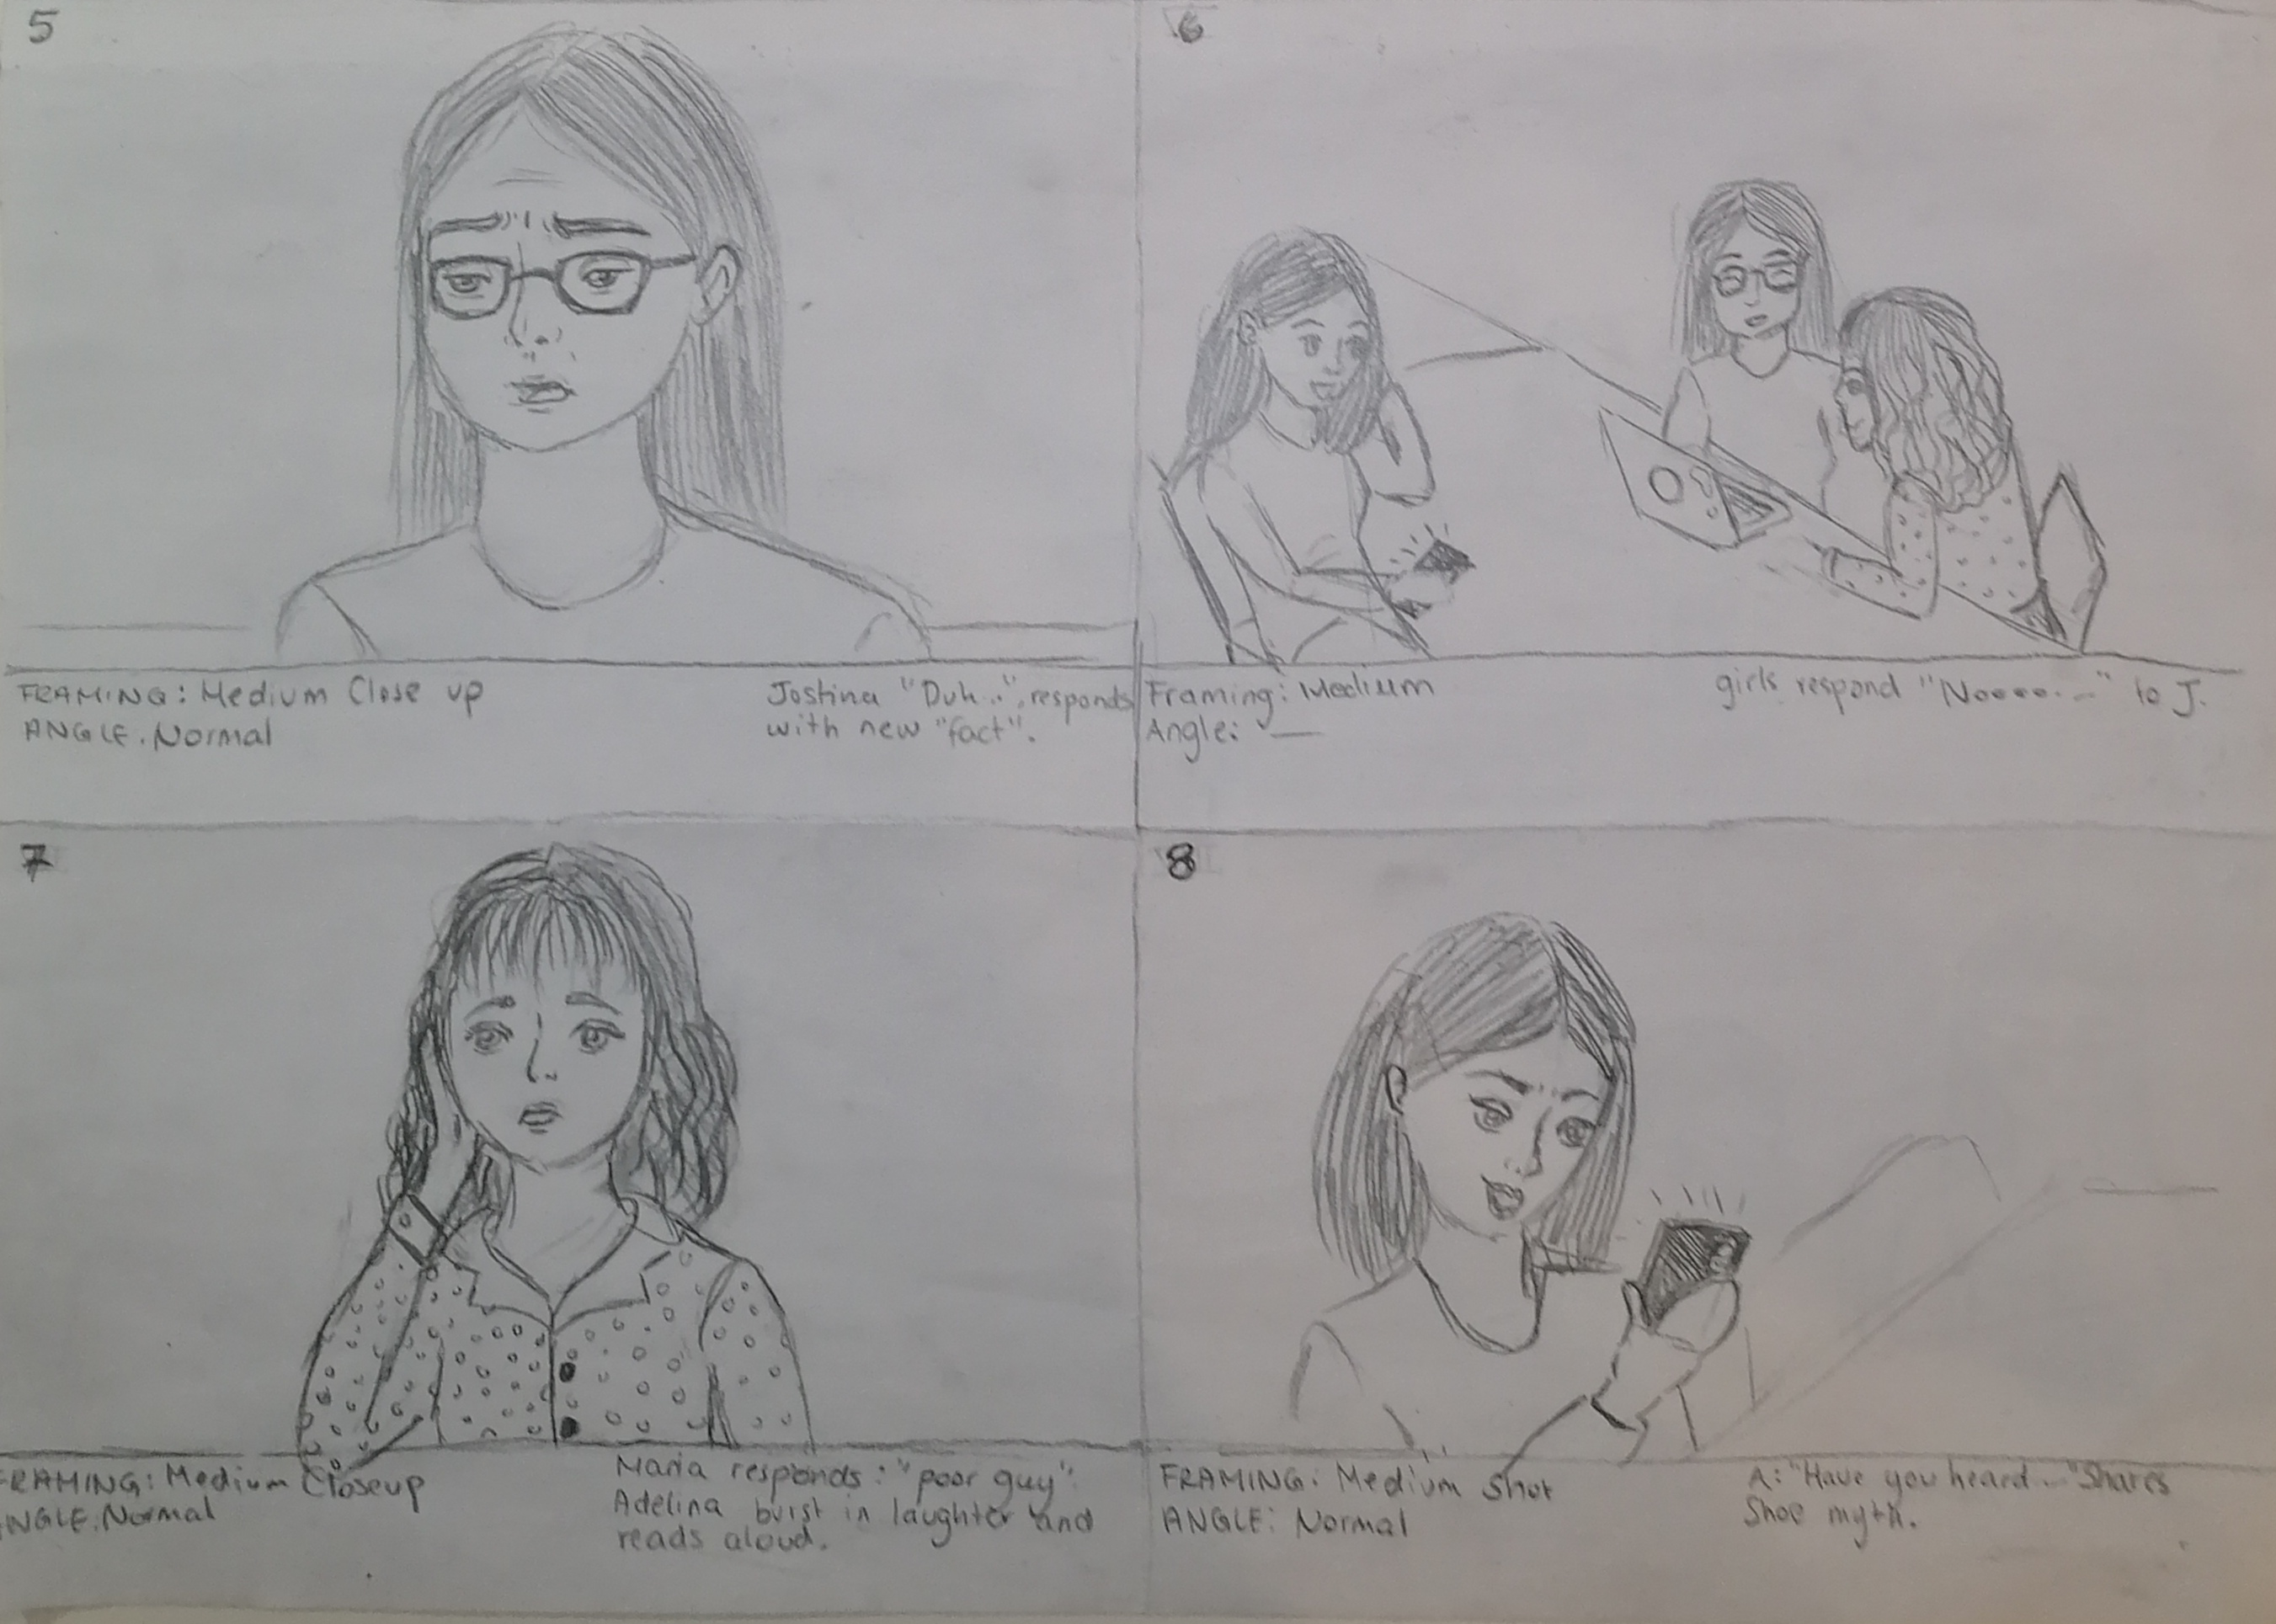 5
FRAMING: Medium Close up
ANGLE. Normal
Jostina "Duh..", responds
with new "fact".
6
Framing: Medium
Angle: —
girls respond "Noooo.—" to J.
7
FRAMING: Medium Closeup
ANGLE. Normal
Maria responds: "poor guy".
Adelina burst in laughter and
reads aloud.
8
FRAMING: Medium Shot
ANGLE: Normal
A: "Have you heard..." Shares
Shoe myth.